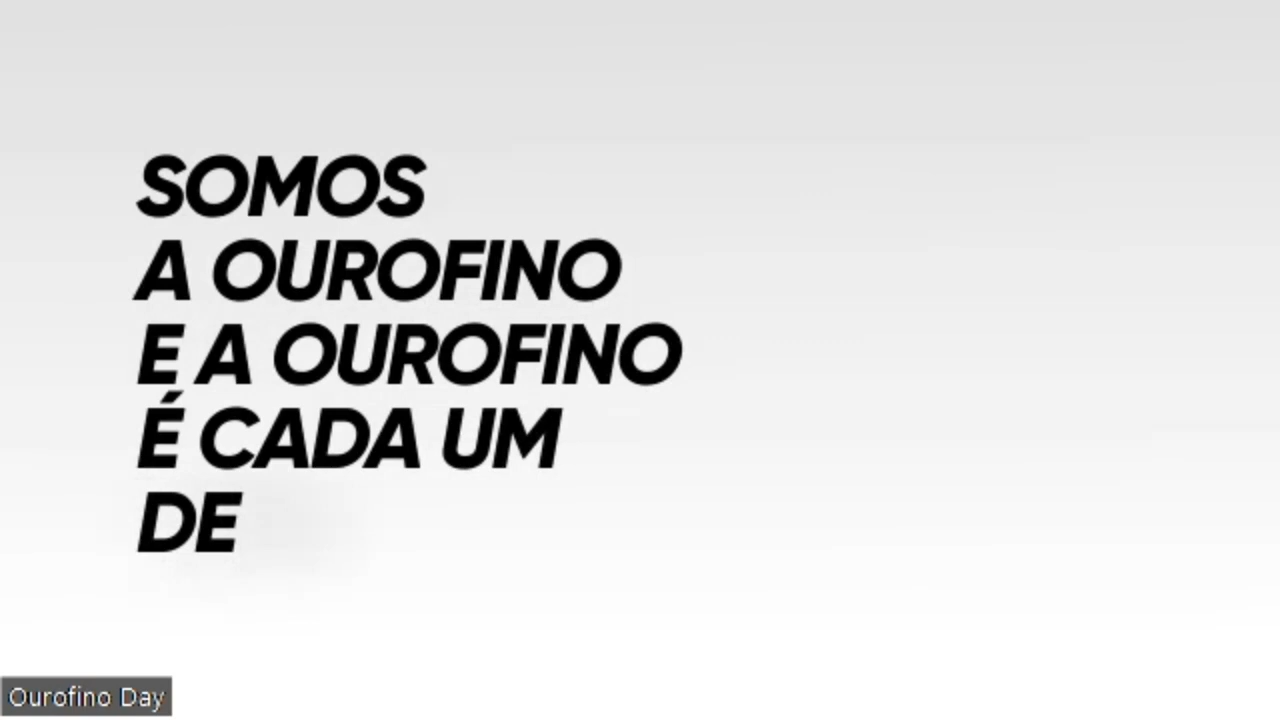 SOMOS
A OUROFINO
E A OUROFINO
É CADA UM
DE
Ourofino Day